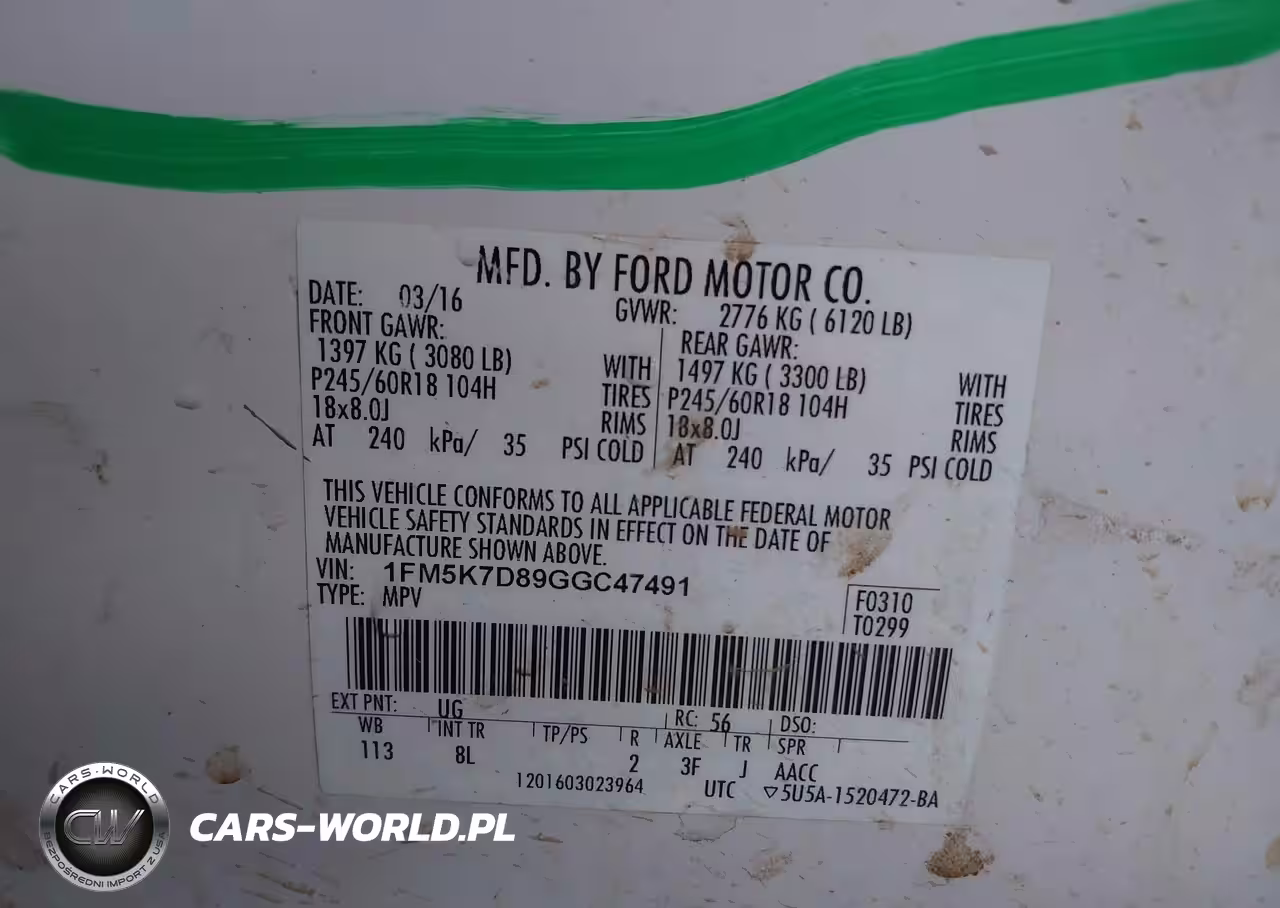 MFD. BY FORD MOTOR CO.
DATE: 03/16 GVWR: 2776 KG ( 6120 LB)
FRONT GAWR: REAR GAWR:
1397 KG ( 3080 LB) WITH 1497 KG ( 3300 LB) WITH
P245/60R18 104H TIRES P245/60R18 104H TIRES
18x8.0J RIMS 18x8.0J RIMS
AT 240 kPa/ 35 PSI COLD AT 240 kPa/ 35 PSI COLD
THIS VEHICLE CONFORMS TO ALL APPLICABLE FEDERAL MOTOR
VEHICLE SAFETY STANDARDS IN EFFECT ON THE DATE OF
MANUFACTURE SHOWN ABOVE.
VIN: 1FM5K7D89GGC47491
TYPE: MPV
F0310
T0299
EXT PNT: UG RC: 56 DSO:
WB INT TR TP/PS R AXLE TR SPR
113 8L 2 3F J AACC
1201603023964 UTC ▽5U5A-1520472-BA
CARS-WORLD
CW
BEZPOŚREDNI IMPORT Z USA
CARS-WORLD.PL